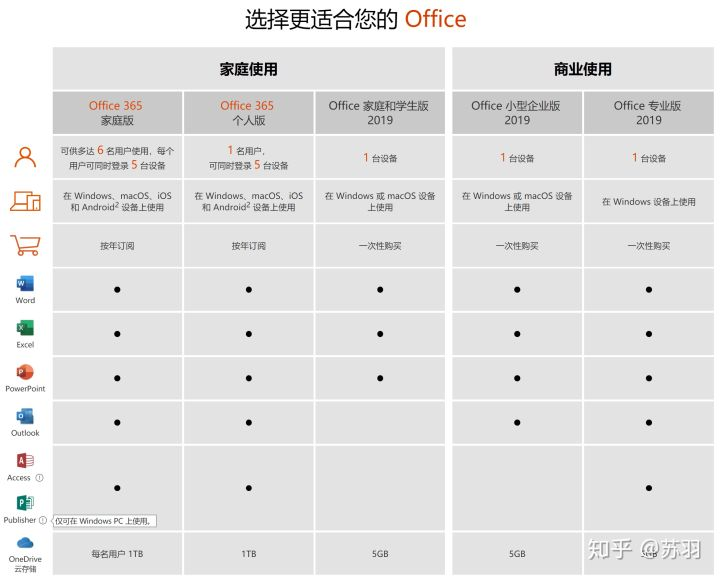 选择更适合您的 Office
家庭使用
商业使用
Office 365
家庭版
Office 365
个人版
Office 家庭和学生版
2019
Office 小型企业版
2019
Office 专业版
2019
可供多达 6 名用户使用，每个
用户可同时登录 5 台设备
1 名用户，
可同时登录 5 台设备
1 台设备
1 台设备
1 台设备
在 Windows、macOS、iOS
和 Android2 设备上使用
在 Windows、macOS、iOS
和 Android2 设备上使用
在 Windows 或 macOS 设备
上使用
在 Windows 或 macOS 设备
上使用
在 Windows 设备上使用
按年订阅
按年订阅
一次性购买
一次性购买
一次性购买
Word
Excel
PowerPoint
Outlook
Access
Publisher
仅可在 Windows PC 上使用。
OneDrive
云存储
每名用户 1TB
1TB
5GB
5GB
5GB
知乎 @苏羽